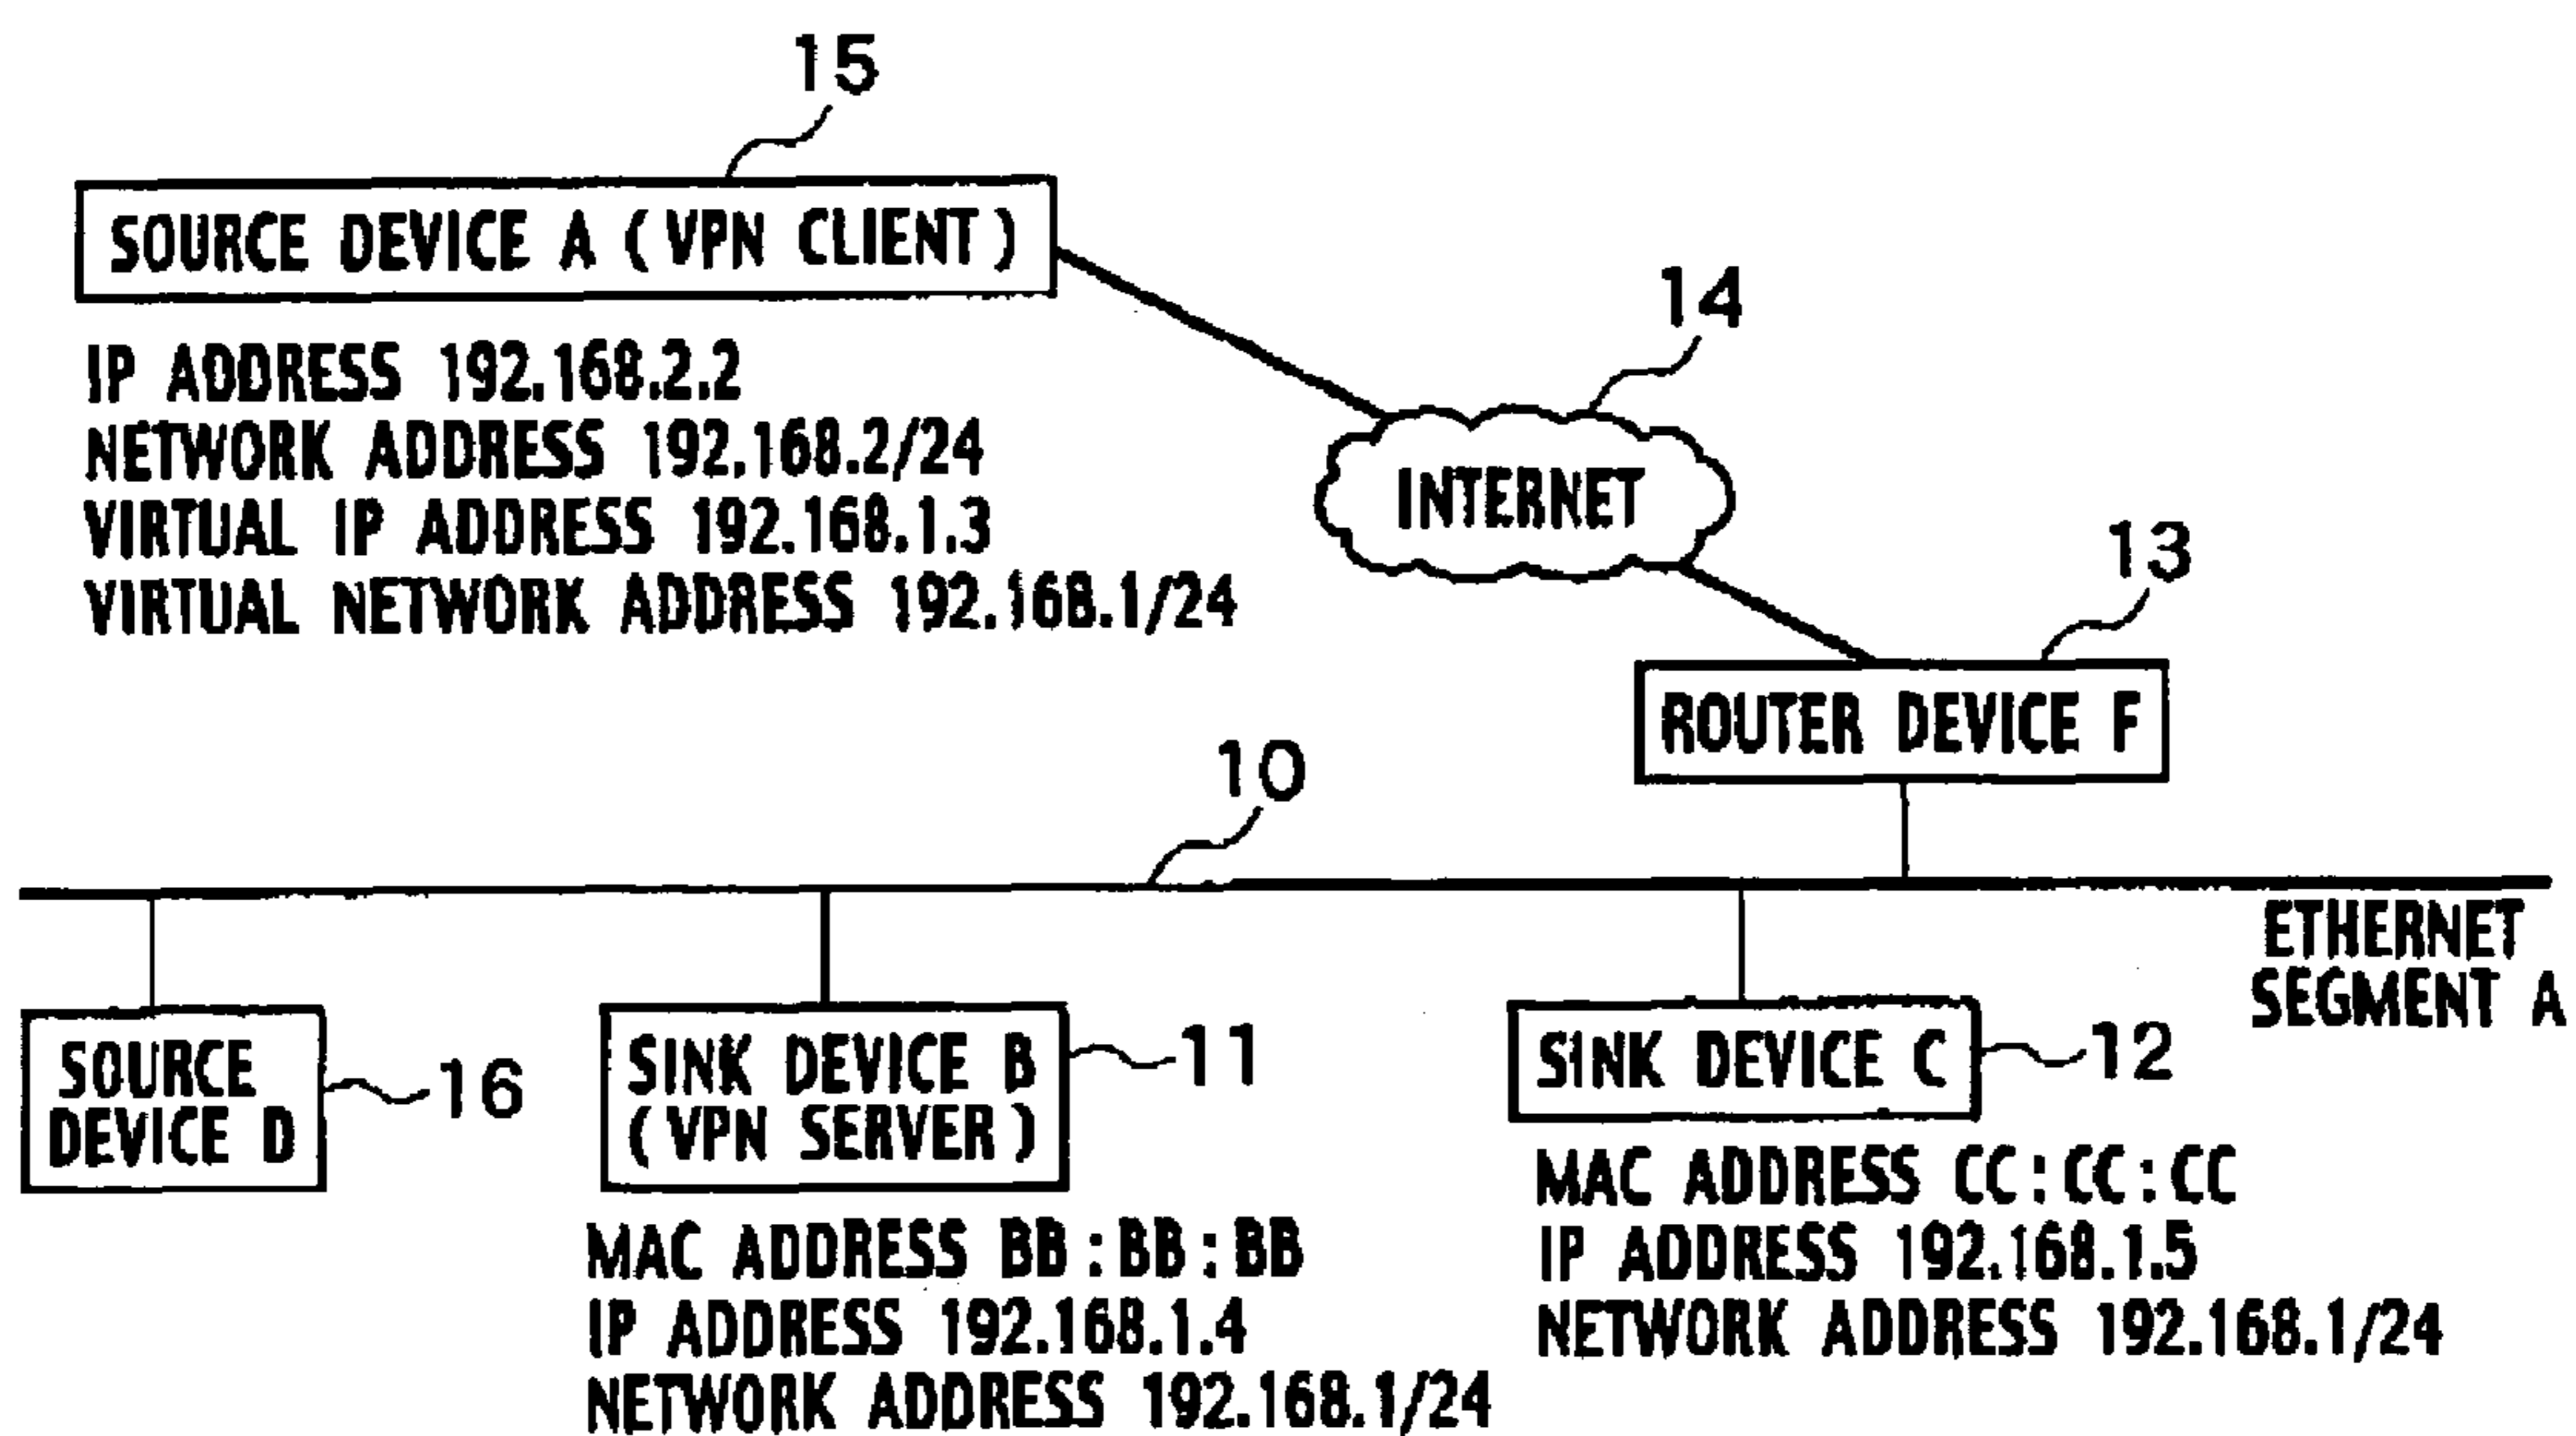 15
SOURCE DEVICE A ( VPN CLIENT )
IP ADDRESS 192.168.2.2
NETWORK ADDRESS 192.168.2/24
VIRTUAL IP ADDRESS 192.168.1.3
VIRTUAL NETWORK ADDRESS 192.168.1/24
14
INTERNET
13
ROUTER DEVICE F
10
ETHERNET
SEGMENT A
SOURCE
DEVICE D
16
SINK DEVICE B
( VPN SERVER )
11
MAC ADDRESS BB : BB : BB
IP ADDRESS 192.168.1.4
NETWORK ADDRESS 192.168.1/24
SINK DEVICE C
12
MAC ADDRESS CC : CC : CC
IP ADDRESS 192.168.1.5
NETWORK ADDRESS 192.168.1/24